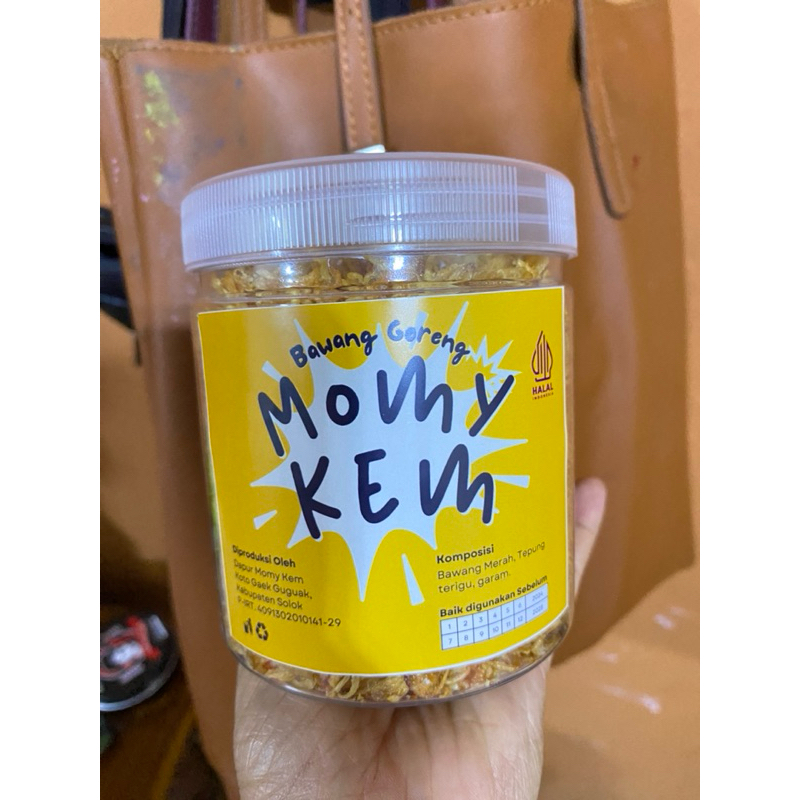 Bawang Goreng
MOMY
KEM
HALAL
INDONESIA
Diproduksi Oleh
Dapur Momy Kem
Koto Gaek Guguak,
Kabupaten Solok
P-IRT. 4091302010141-29
Komposisi
Bawang Merah, Tepung
terigu, garam.
Baik digunakan Sebelum
1 2 3 4 5 6 2024
7 8 9 10 11 12 2025